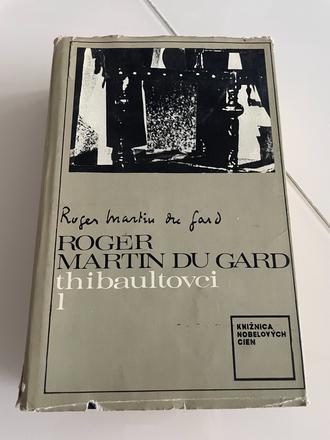 Roger Martin du Gard
ROGER
MARTIN DU GARD
thibaultovci
1
KNIŽNICA
NOBELOVÝCH
CIEN